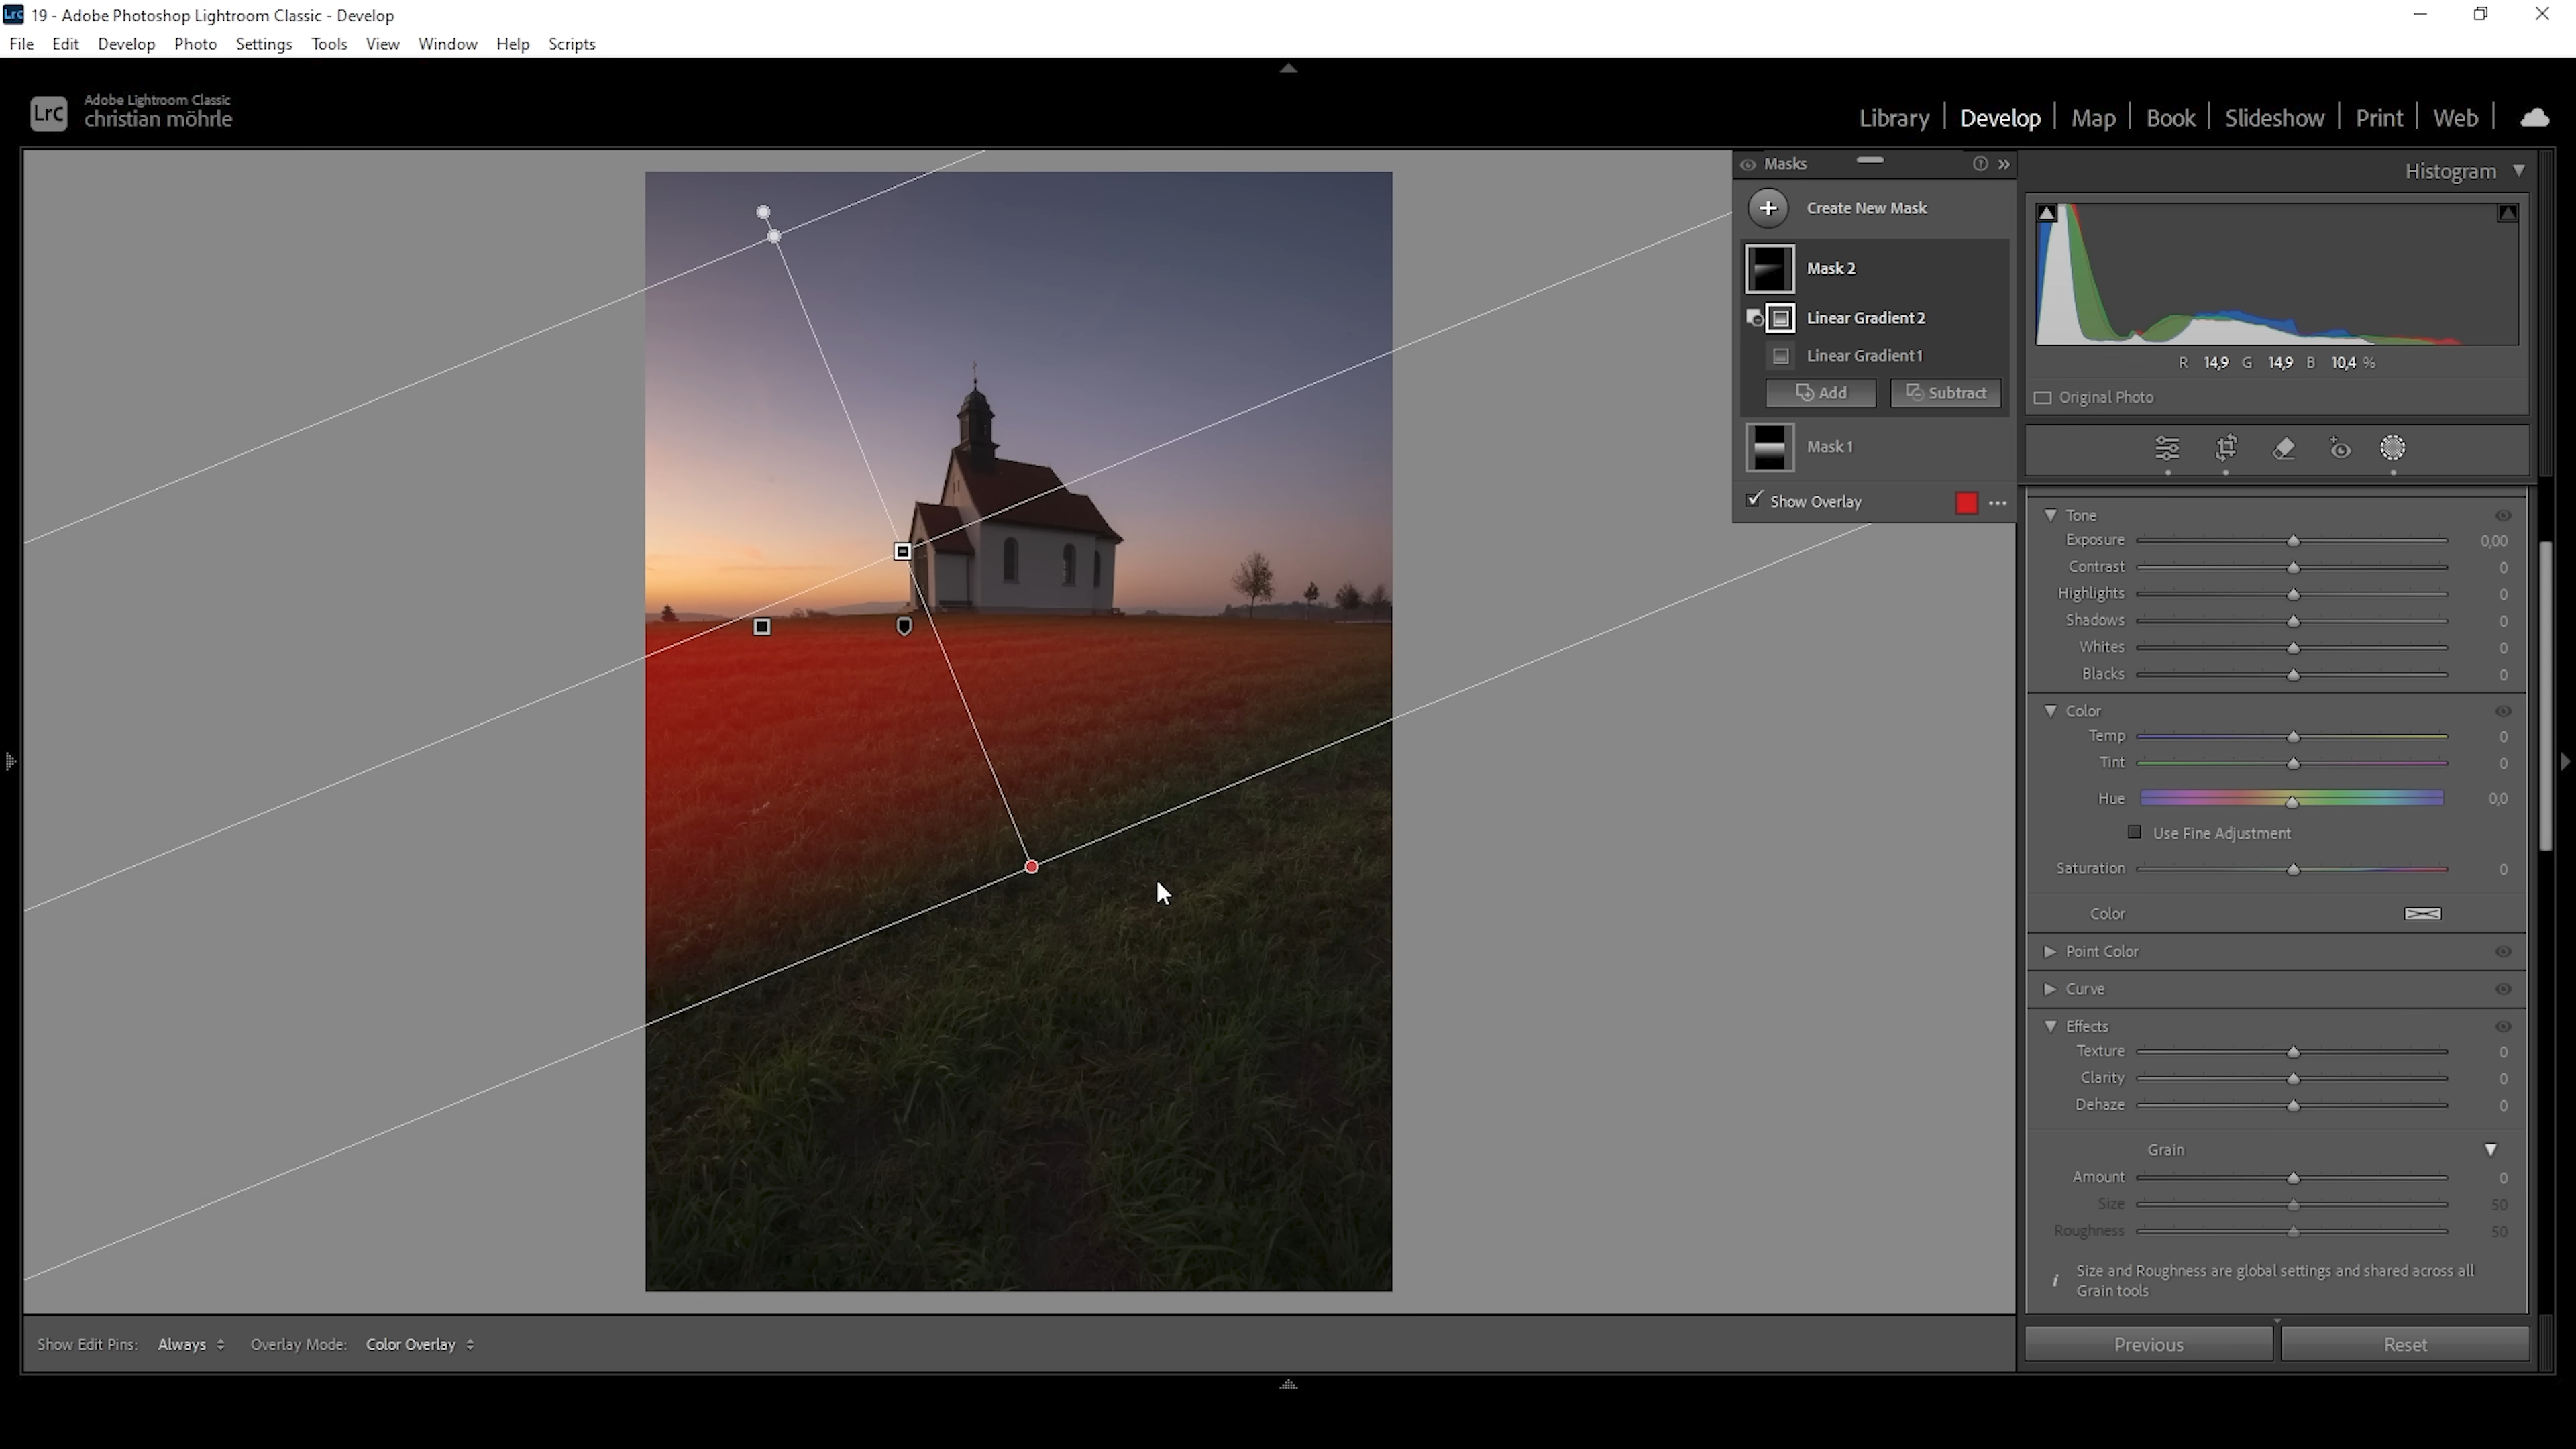 Lrc 19 - Adobe Photoshop Lightroom Classic - Develop
File Edit Develop Photo Settings Tools View Window Help Scripts
Lrc Adobe Lightroom Classic
christian möhrle
Library Develop Map Book Slideshow Print Web
Masks
Create New Mask
Mask 2
Linear Gradient 2
Linear Gradient 1
Add Subtract
Mask 1
Show Overlay
Histogram
R 14,9 G 14,9 B 10,4 %
Original Photo
Tone
Exposure 0,00
Contrast 0
Highlights 0
Shadows 0
Whites 0
Blacks 0
Color
Temp 0
Tint 0
Hue 0,0
Use Fine Adjustment
Saturation 0
Color
Point Color
Curve
Effects
Texture 0
Clarity 0
Dehaze 0
Grain
Amount 0
Size 50
Roughness 50
i Size and Roughness are global settings and shared across all
Grain tools
Show Edit Pins: Always Overlay Mode: Color Overlay
Previous Reset